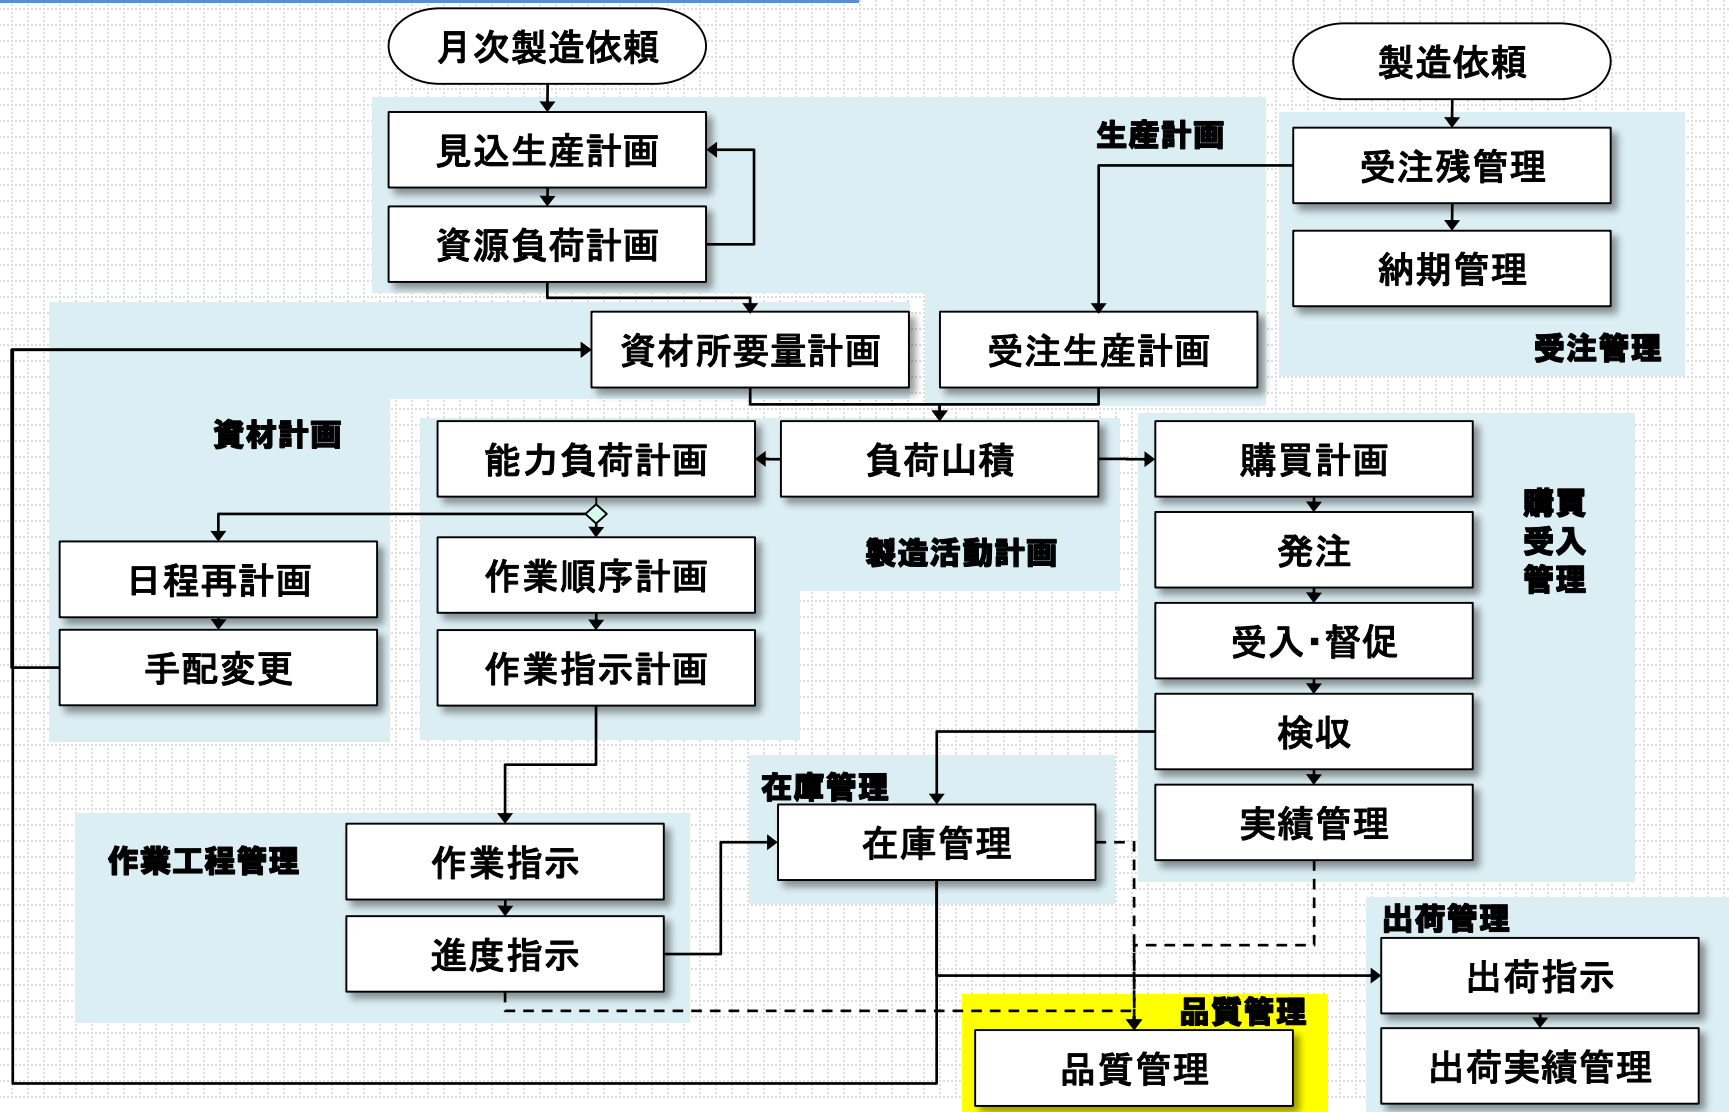 月次製造依頼
製造依頼
生産計画
見込生産計画
受注残管理
資源負荷計画
納期管理
資材所要量計画
受注生産計画
受注管理
資材計画
能力負荷計画
負荷山積
購買計画
購買
受入
管理
発注
製造活動計画
日程再計画
作業順序計画
受入・督促
手配変更
作業指示計画
検収
在庫管理
実績管理
在庫管理
作業工程管理
作業指示
出荷管理
進度指示
出荷指示
品質管理
品質管理
出荷実績管理